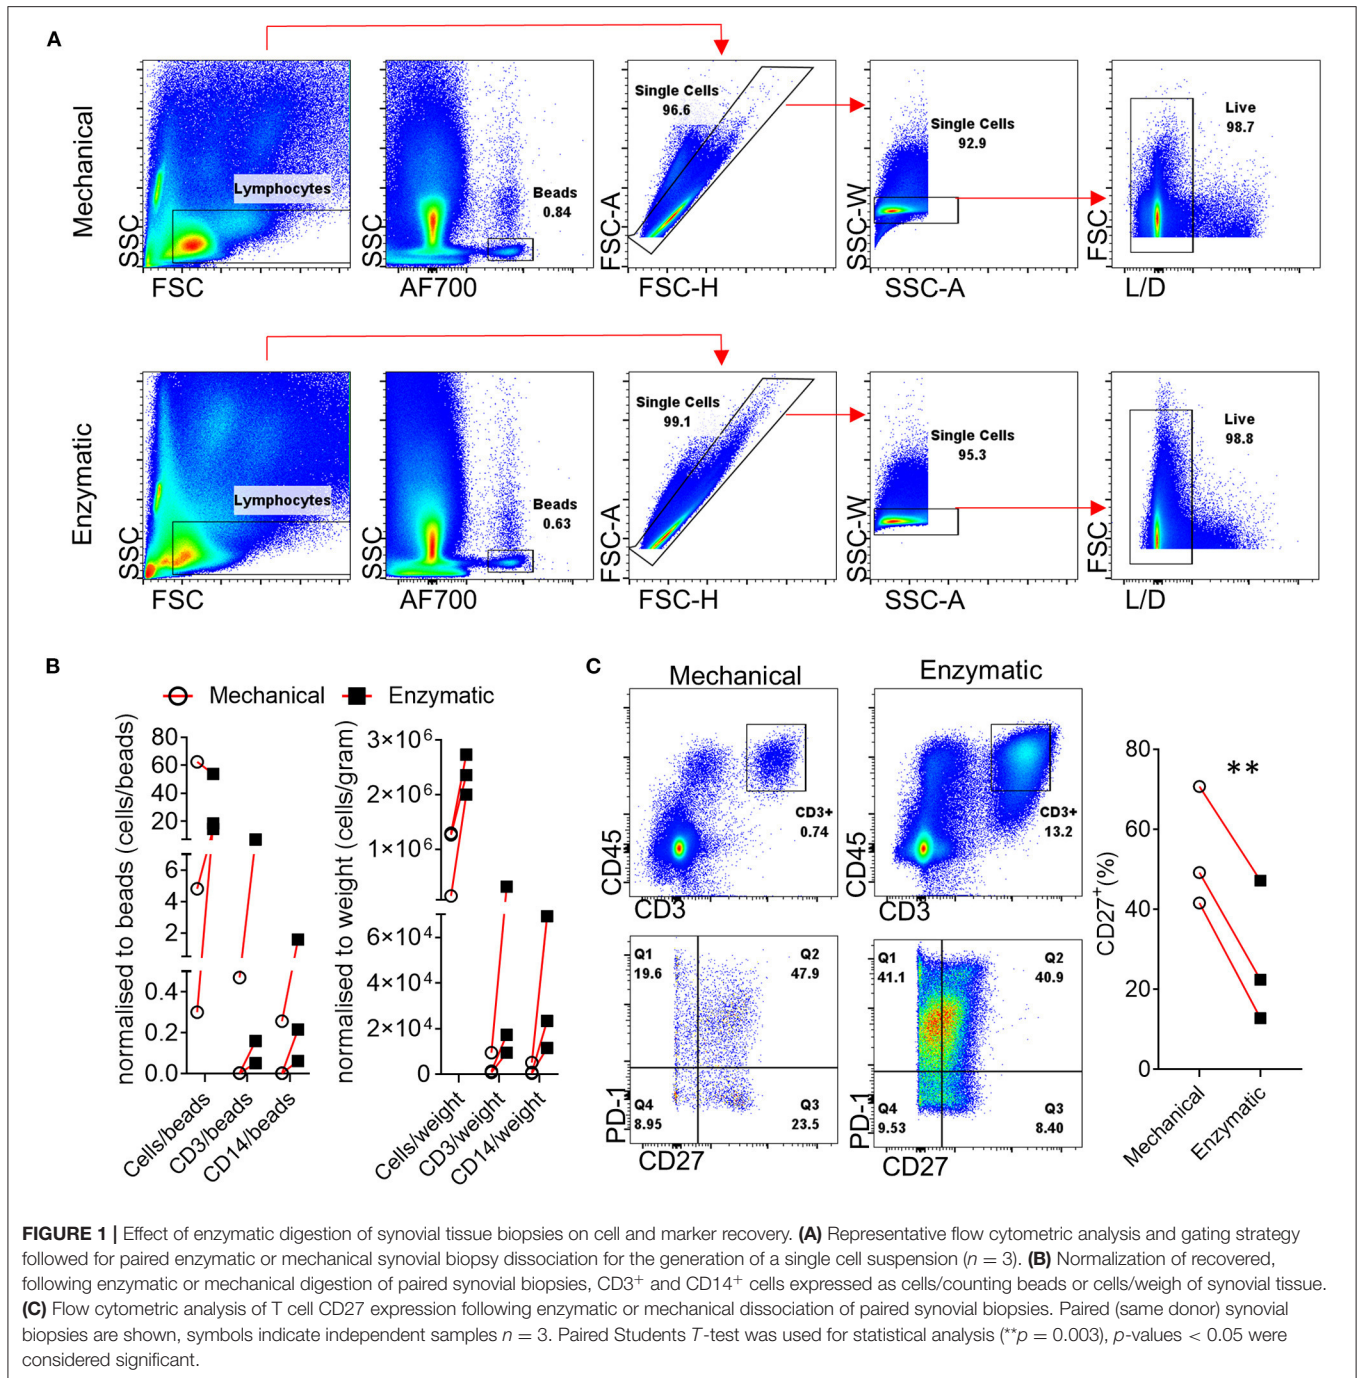 A
Mechanical
SSC
Lymphocytes
FSC
SSC
Beads
0.84
AF700
FSC-A
Single Cells
96.6
FSC-H
SSC-W
Single Cells
92.9
SSC-A
FSC
Live
98.7
L/D
Enzymatic
SSC
Lymphocytes
FSC
SSC
Beads
0.63
AF700
FSC-A
Single Cells
99.1
FSC-H
SSC-W
Single Cells
95.3
SSC-A
FSC
Live
98.8
L/D
B
Mechanical Enzymatic
normalised to beads (cells/beads)
80
60
40
20
6
4
2
0.4
0.2
0.0
Cells/beads
CD3/beads
CD14/beads
normalised to weight (cells/gram)
3×10⁶
2×10⁶
1×10⁶
6×10⁴
4×10⁴
2×10⁴
0
Cells/weight
CD3/weight
CD14/weight
C
Mechanical
CD45
CD3+
0.74
CD3
Enzymatic
CD45
CD3+
13.2
CD3
PD-1
Q1
19.6
Q2
47.9
Q4
8.95
Q3
23.5
CD27
PD-1
Q1
41.1
Q2
40.9
Q4
9.53
Q3
8.40
CD27
CD27⁺(%)
80
60
40
20
0
**
Mechanical
Enzymatic
FIGURE 1 | Effect of enzymatic digestion of synovial tissue biopsies on cell and marker recovery. (A) Representative flow cytometric analysis and gating strategy
followed for paired enzymatic or mechanical synovial biopsy dissociation for the generation of a single cell suspension (n = 3). (B) Normalization of recovered,
following enzymatic or mechanical digestion of paired synovial biopsies, CD3⁺ and CD14⁺ cells expressed as cells/counting beads or cells/weigh of synovial tissue.
(C) Flow cytometric analysis of T cell CD27 expression following enzymatic or mechanical dissociation of paired synovial biopsies. Paired (same donor) synovial
biopsies are shown, symbols indicate independent samples n = 3. Paired Students T-test was used for statistical analysis (**p = 0.003), p-values < 0.05 were
considered significant.